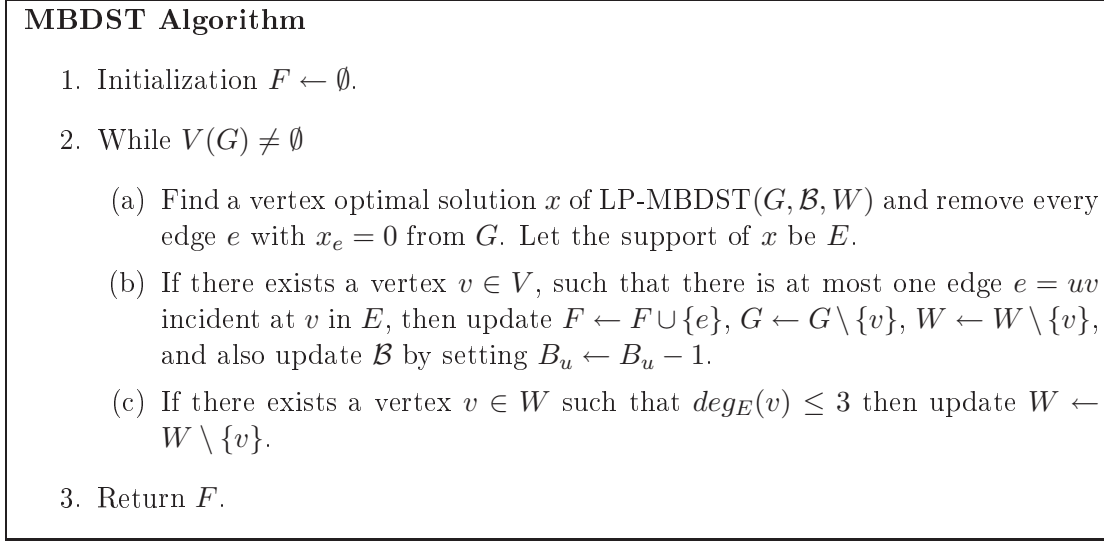 MBDST Algorithm
1. Initialization F ← ∅.
2. While V(G) ≠ ∅
(a) Find a vertex optimal solution x of LP-MBDST(G, ℬ, W) and remove every
edge e with xₑ = 0 from G. Let the support of x be E.
(b) If there exists a vertex v ∈ V, such that there is at most one edge e = uv
incident at v in E, then update F ← F ∪ {e}, G ← G \ {v}, W ← W \ {v},
and also update ℬ by setting Bᵤ ← Bᵤ − 1.
(c) If there exists a vertex v ∈ W such that deg_E(v) ≤ 3 then update W ←
W \ {v}.
3. Return F.